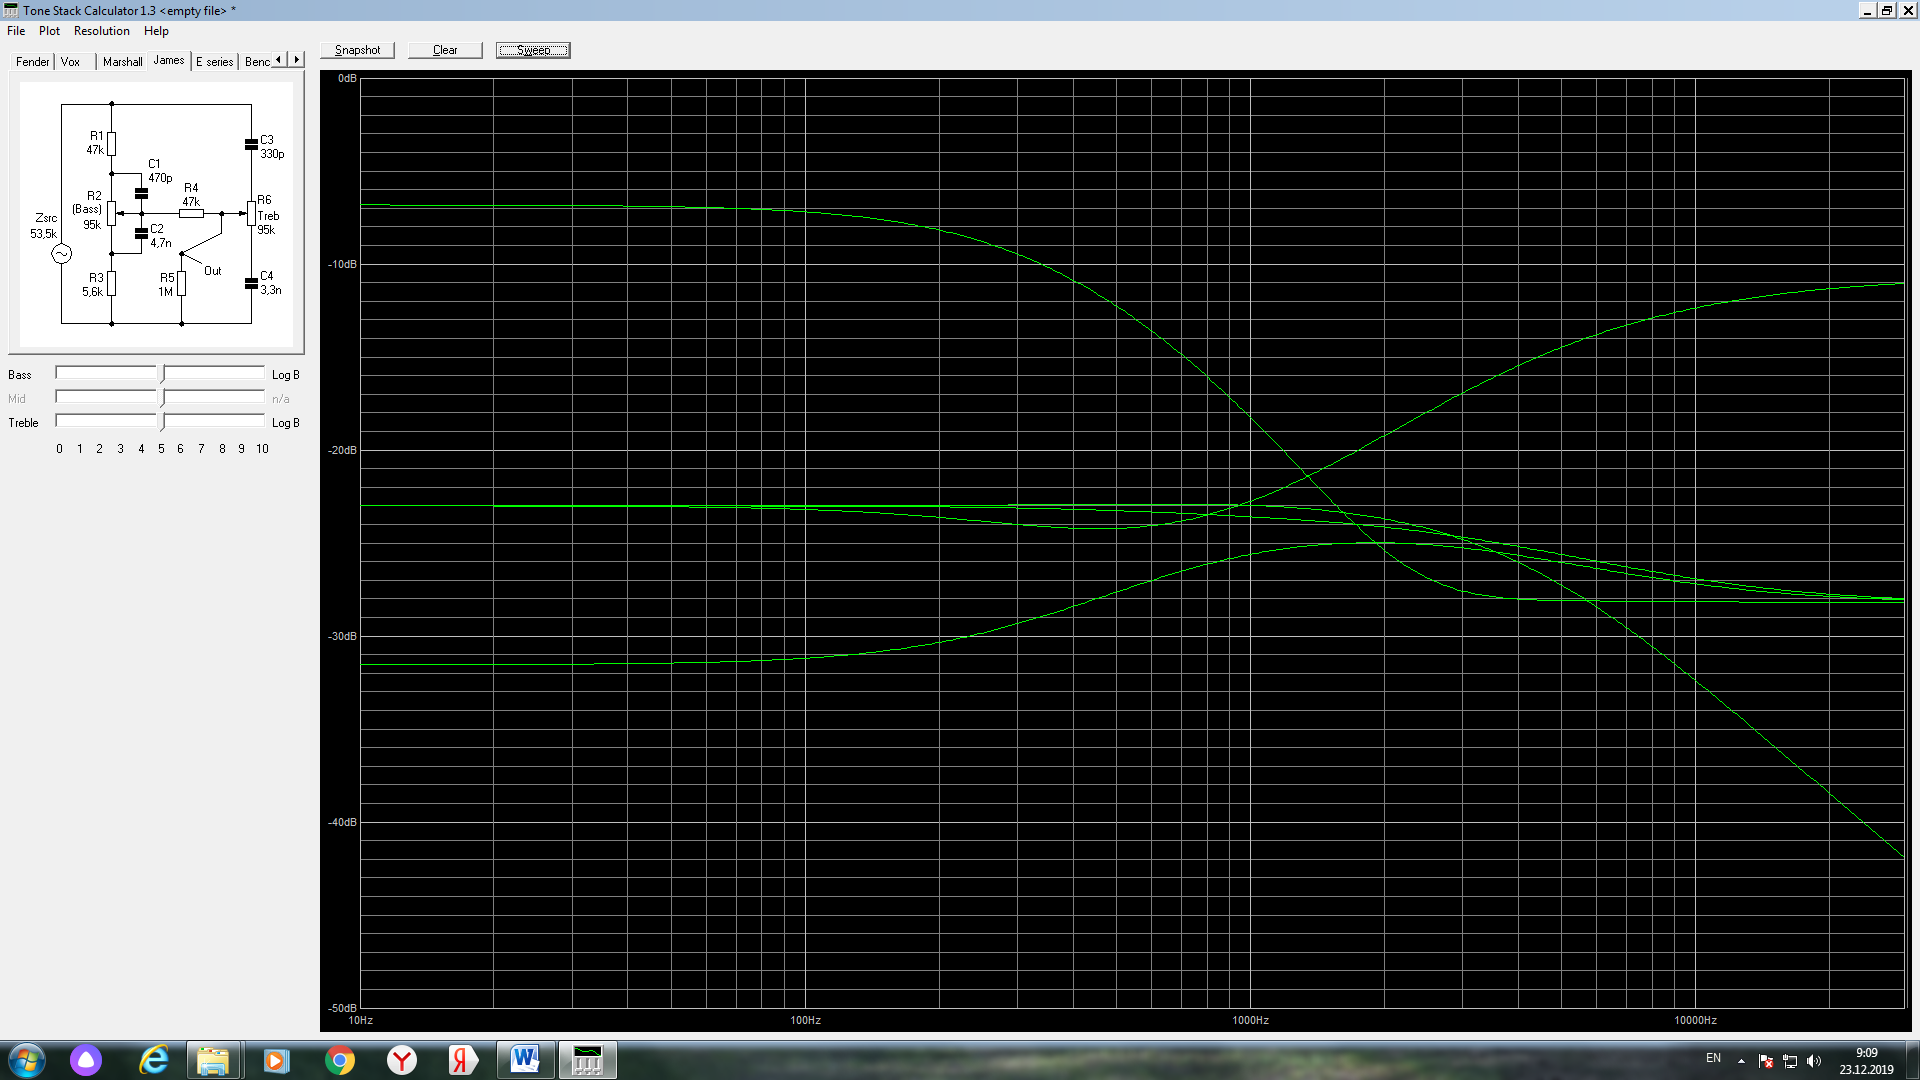 Tone Stack Calculator 1.3 <empty file> *
File Plot Resolution Help
Snapshot Clear Sweep
Fender Vox Marshall James E series Benc
R1
47k
C1
470p
C3
330p
R2
(Bass)
95k
R4
47k
R6
Treb
95k
Zsrc
53,5k
C2
4,7n
Out
R3
5,6k
R5
1M
C4
3,3n
Bass Log B
Mid n/a
Treble Log B
0 1 2 3 4 5 6 7 8 9 10
0dB
-10dB
-20dB
-30dB
-40dB
-50dB
10Hz 100Hz 1000Hz 10000Hz
EN
9:09
23.12.2019